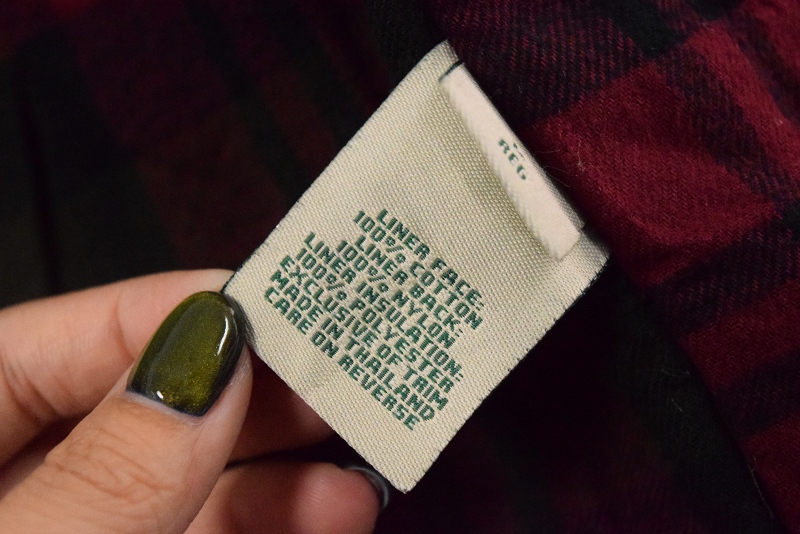 REG
LINER FACE:
100% COTTON
LINER BACK:
100% NYLON
LINER INSULATION:
100% POLYESTER
EXCLUSIVE OF TRIM
MADE IN THAILAND
CARE ON REVERSE